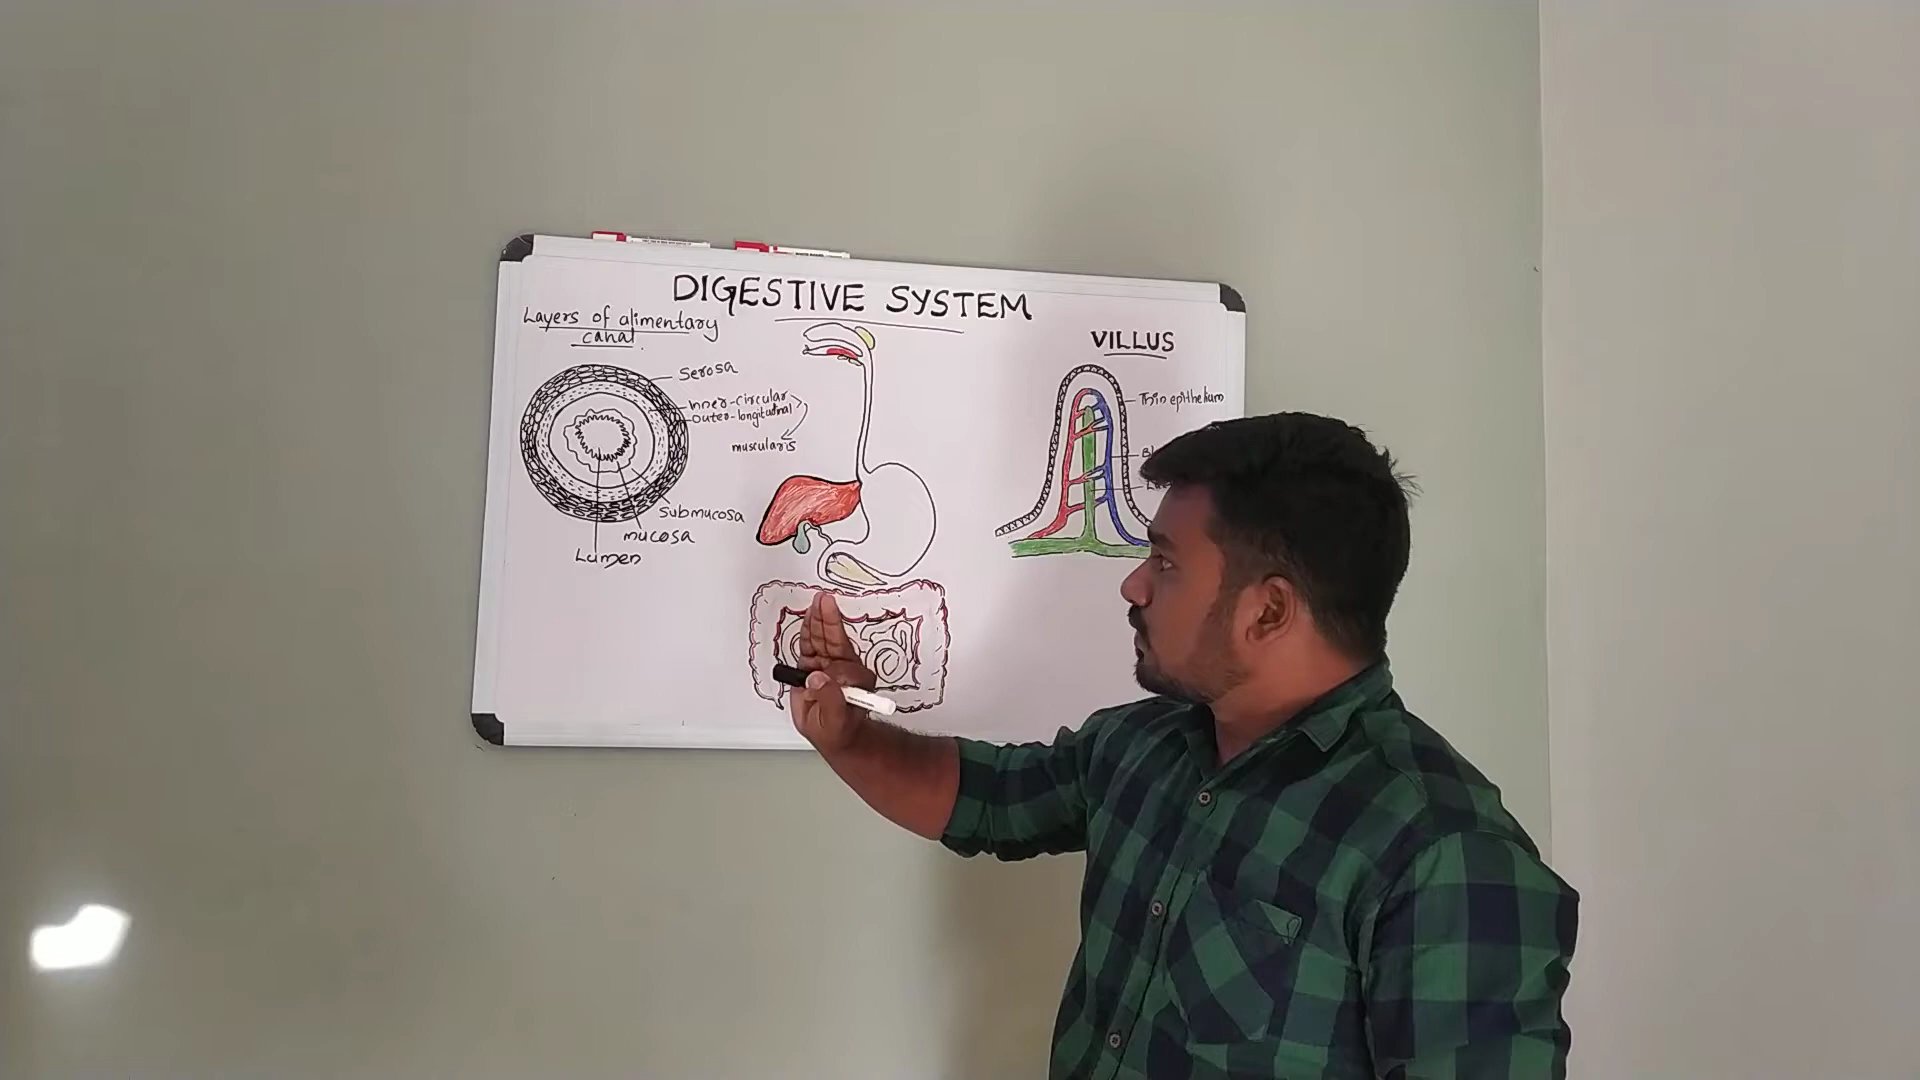 DIGESTIVE SYSTEM
Layers of alimentary
canal
Serosa
inner-circular
outer-longitudinal
muscularis
Submucosa
mucosa
Lumen
VILLUS
Thin epithelium